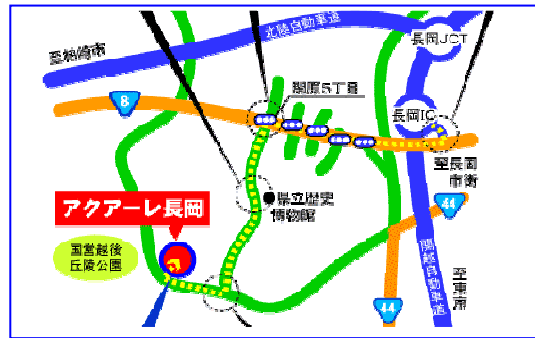 北陸自動車道
長岡JCT
至柏崎市
8
関原5丁目
長岡IC
至長岡
市街
県立歴史
博物館
アクアーレ長岡
44
国営越後
丘陵公園
関越自動車道
至東京
44